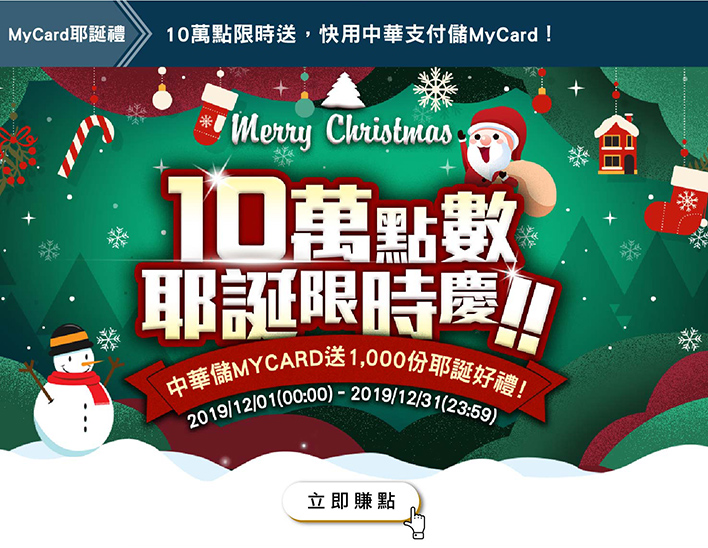 MyCard耶誕禮
10萬點限時送，快用中華支付儲MyCard！
Merry Christmas
10萬點數
耶誕限時慶!!
中華儲MYCARD送1,000份耶誕好禮!
2019/12/01(00:00) - 2019/12/31(23:59)
立即賺點